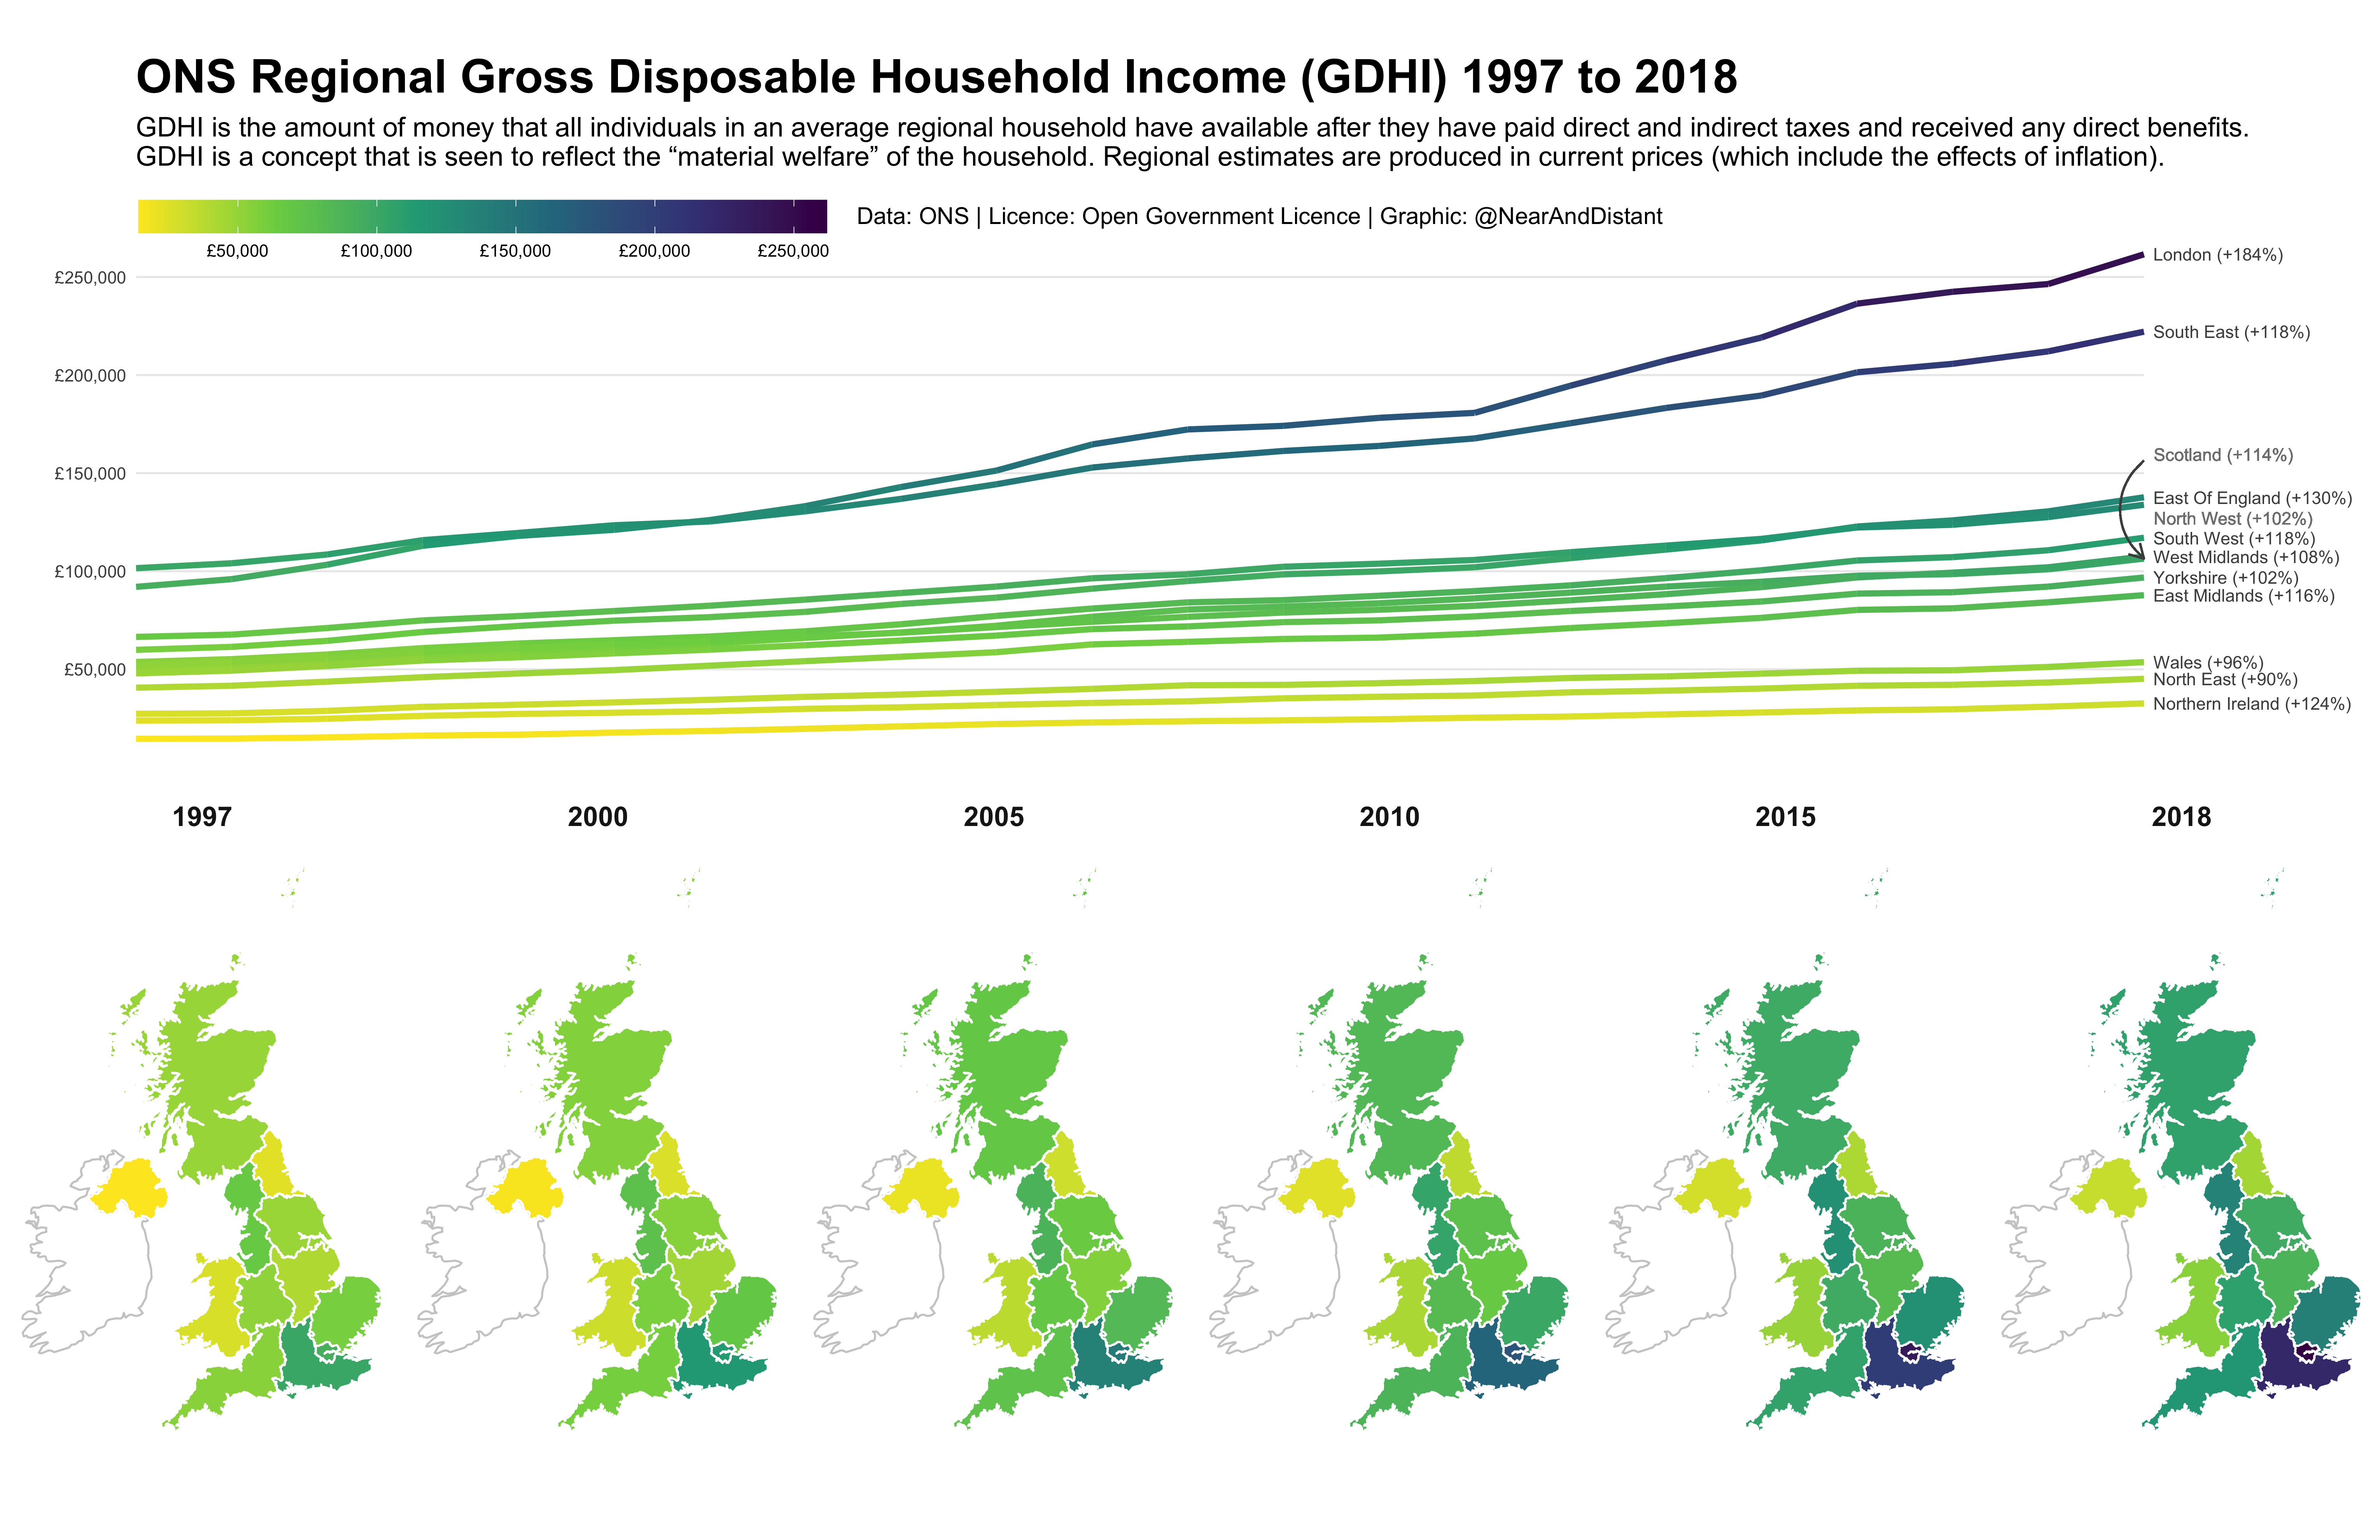 ONS Regional Gross Disposable Household Income (GDHI) 1997 to 2018
GDHI is the amount of money that all individuals in an average regional household have available after they have paid direct and indirect taxes and received any direct benefits.
GDHI is a concept that is seen to reflect the “material welfare” of the household. Regional estimates are produced in current prices (which include the effects of inflation).
Data: ONS | Licence: Open Government Licence | Graphic: @NearAndDistant
£50,000 £100,000 £150,000 £200,000 £250,000
£250,000
£200,000
£150,000
£100,000
£50,000
London (+184%)
South East (+118%)
Scotland (+114%)
East Of England (+130%)
North West (+102%)
South West (+118%)
West Midlands (+108%)
Yorkshire (+102%)
East Midlands (+116%)
Wales (+96%)
North East (+90%)
Northern Ireland (+124%)
1997 2000 2005 2010 2015 2018